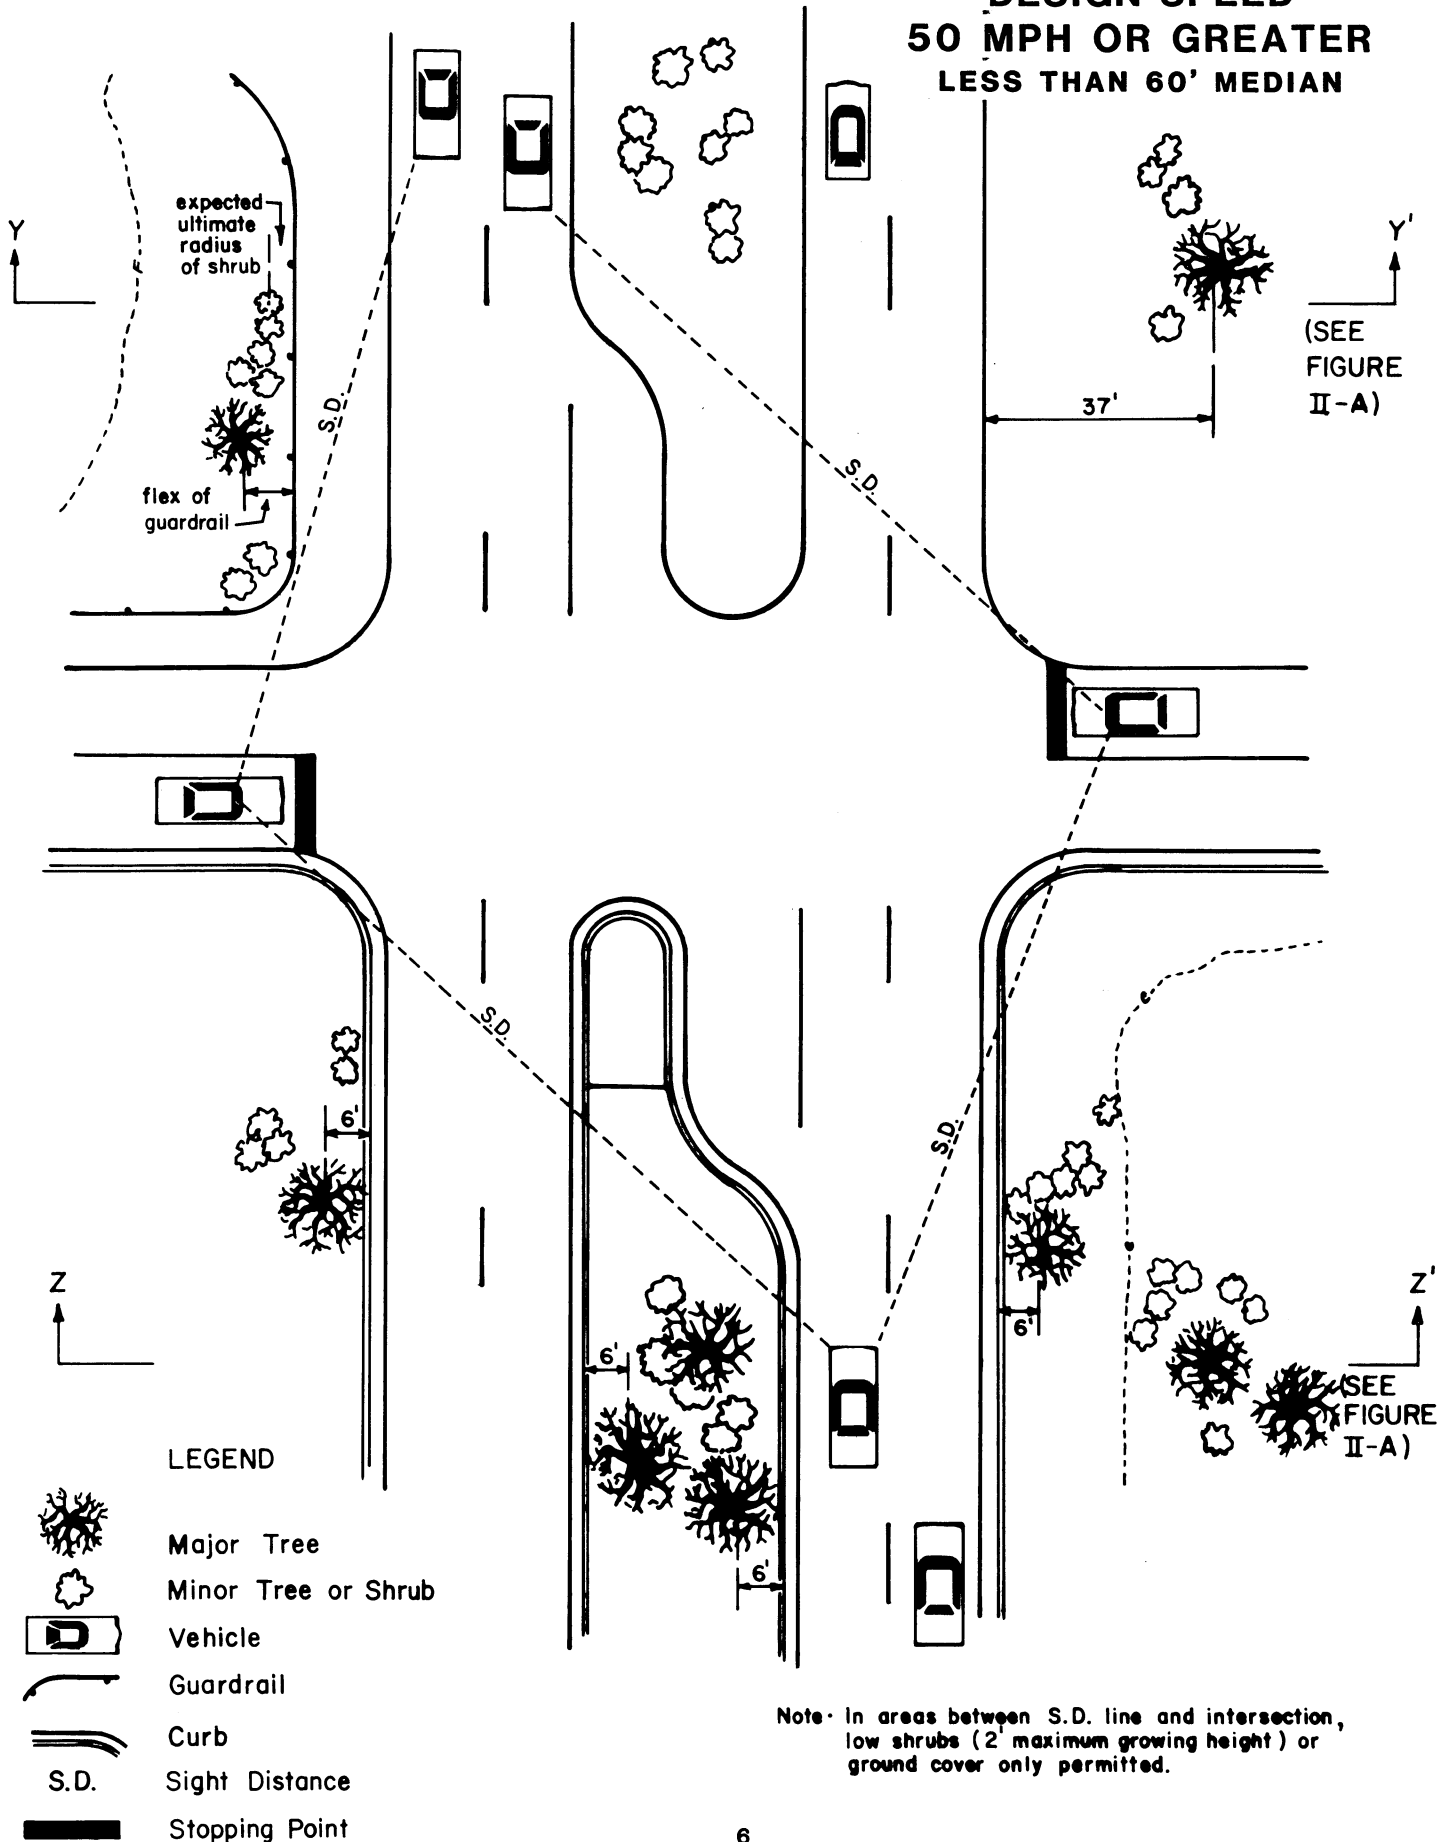 DESIGN SPEED
50 MPH OR GREATER
LESS THAN 60' MEDIAN
expected
ultimate
radius
of shrub
Y
Y'
(SEE
FIGURE
II-A)
S.D.
37'
S.D.
flex of
guardrail
S.D.
6'
S.D.
6'
Z
Z'
6'
(SEE
FIGURE
II-A)
6'
LEGEND
Major Tree
Minor Tree or Shrub
Vehicle
Guardrail
Curb
S.D. Sight Distance
Stopping Point
Note· In areas between S.D. line and intersection,
low shrubs (2' maximum growing height) or
ground cover only permitted.
6